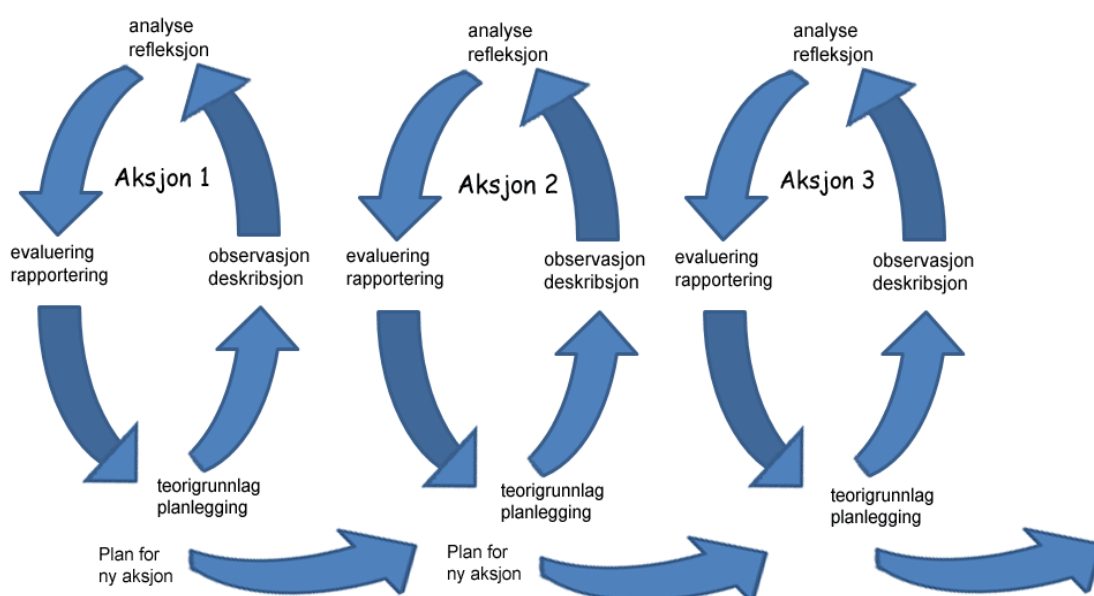 analyse
refleksjon
Aksjon 1
evaluering
rapportering
observasjon
deskribsjon
teorigrunnlag
planlegging
Plan for
ny aksjon
analyse
refleksjon
Aksjon 2
evaluering
rapportering
observasjon
deskribsjon
teorigrunnlag
planlegging
Plan for
ny aksjon
analyse
refleksjon
Aksjon 3
evaluering
rapportering
observasjon
deskribsjon
teorigrunnlag
planlegging